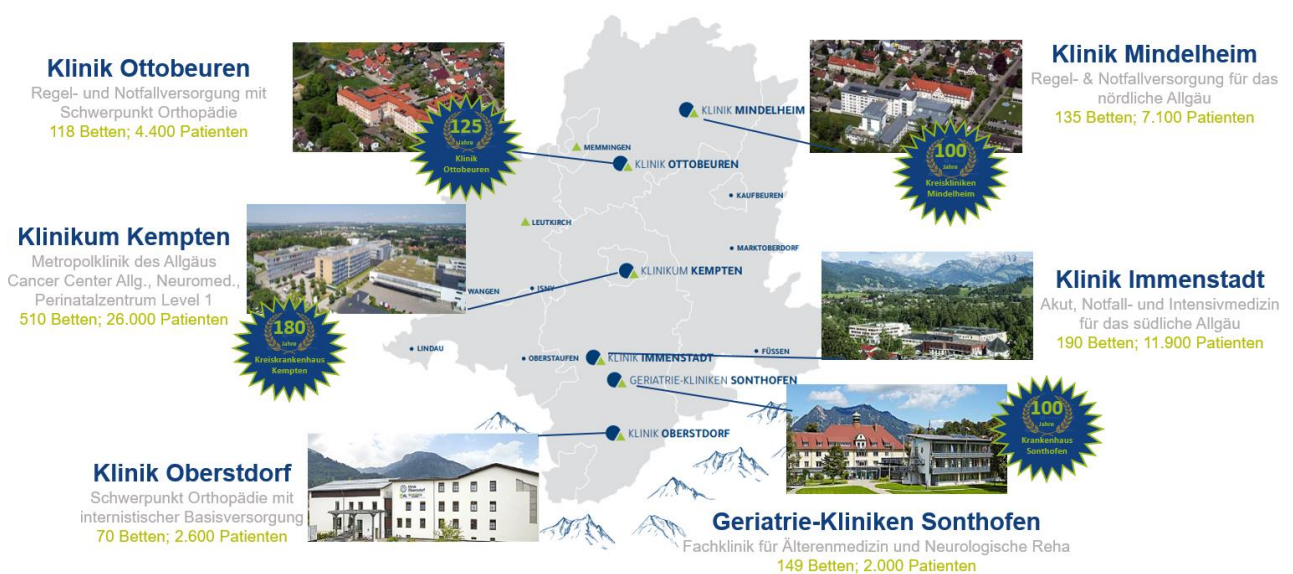 Klinik Ottobeuren
Regel- und Notfallversorgung mit
Schwerpunkt Orthopädie
118 Betten; 4.400 Patienten
125
Jahre
Klinik
Ottobeuren
Klinik Mindelheim
Regel- & Notfallversorgung für das
nördliche Allgäu
135 Betten; 7.100 Patienten
100
Jahre
Kreiskliniken
Mindelheim
KLINIK MINDELHEIM
MEMMINGEN
KLINIK OTTOBEUREN
KAUFBEUREN
LEUTKIRCH
MARKTOBERDORF
KLINIKUM KEMPTEN
WANGEN
ISNY
LINDAU
OBERSTAUFEN
KLINIK IMMENSTADT
FÜSSEN
GERIATRIE-KLINIKEN SONTHOFEN
KLINIK OBERSTDORF
Klinikum Kempten
Metropolklinik des Allgäus
Cancer Center Allg., Neuromed.,
Perinatalzentrum Level 1
510 Betten; 26.000 Patienten
180
Jahre
Kreiskrankenhaus
Kempten
Klinik Immenstadt
Akut, Notfall- und Intensivmedizin
für das südliche Allgäu
190 Betten; 11.900 Patienten
100
Jahre
Krankenhaus
Sonthofen
Klinik Oberstdorf
Schwerpunkt Orthopädie mit
internistischer Basisversorgung
70 Betten; 2.600 Patienten
Geriatrie-Kliniken Sonthofen
Fachklinik für Älterenmedizin und Neurologische Reha
149 Betten; 2.000 Patienten